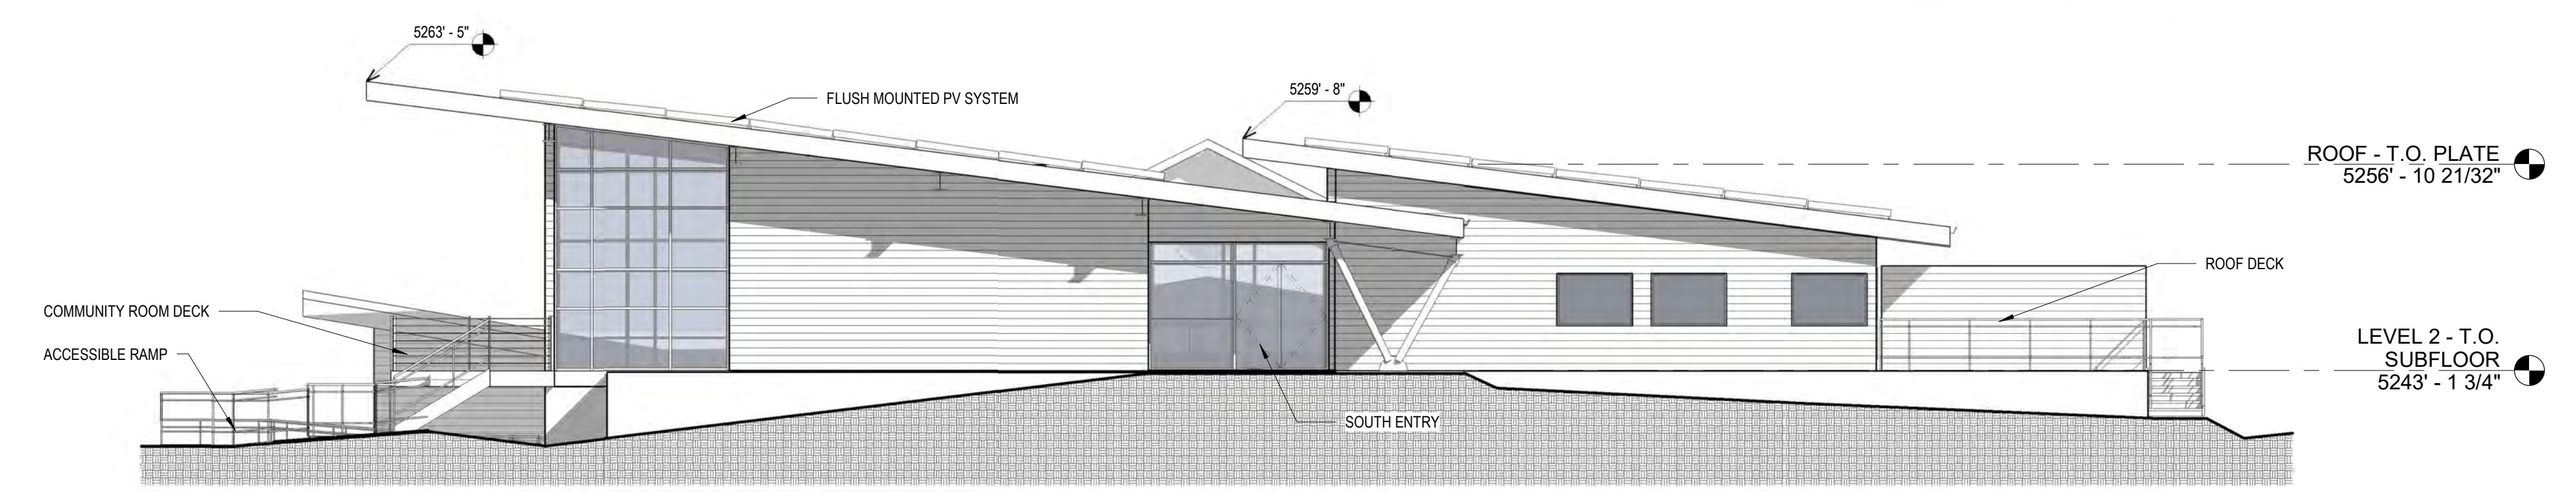 5263' - 5"
FLUSH MOUNTED PV SYSTEM
5259' - 8"
ROOF - T.O. PLATE
5256' - 10 21/32"
ROOF DECK
COMMUNITY ROOM DECK
ACCESSIBLE RAMP
LEVEL 2 - T.O.
SUBFLOOR
5243' - 1 3/4"
SOUTH ENTRY